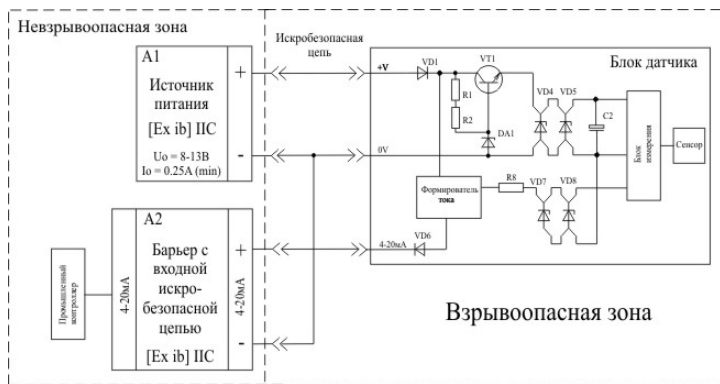 Невзрывоопасная зона
Взрывоопасная зона
A1
Источник
питания
[Ex ib] IIC
Uo = 8-13В
Io = 0.25А (min)
+
-
Искробезопасная
цепь
Блок датчика
+V
VD1
VT1
R1
R2
DA1
VD4
VD5
C2
0V
Блок
измерения
Сенсор
Формирователь
тока
R8
VD7
VD8
4-20мА
VD6
A2
Барьер с
входной
искро-
безопасной
цепью
[Ex ib] IIC
4-20мА
4-20мА
+
-
Промышленный
контроллер